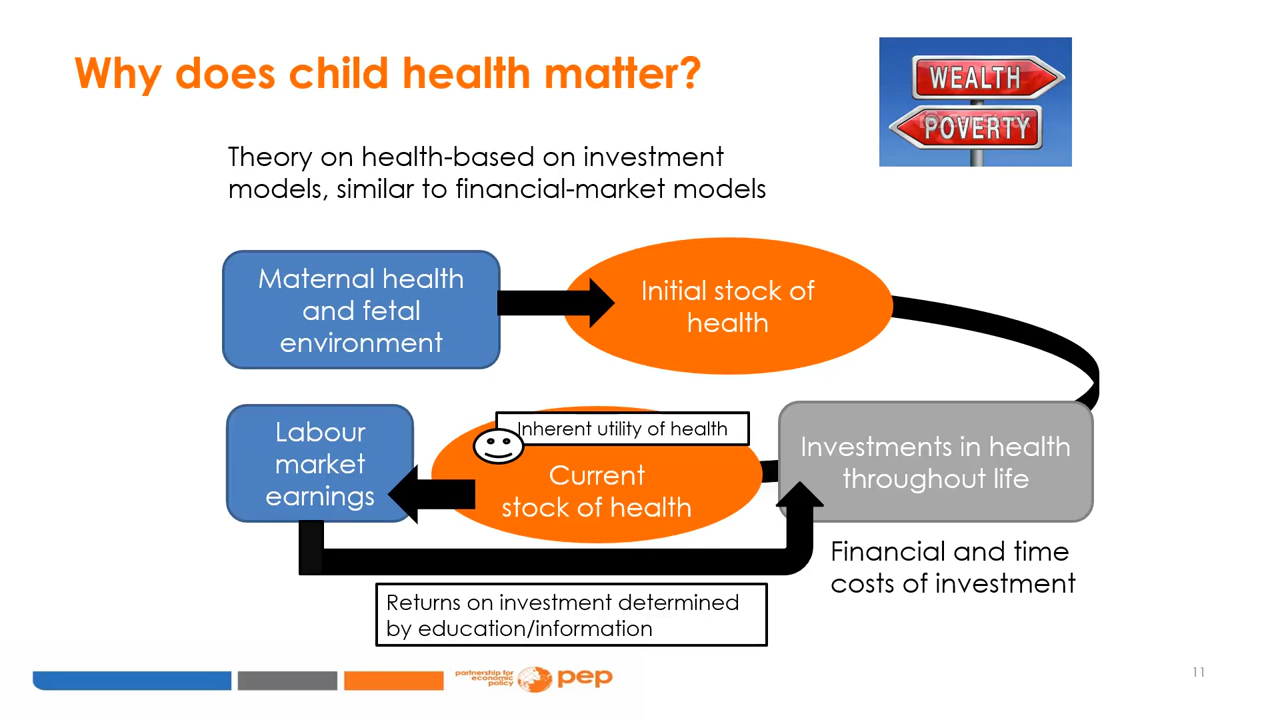 Why does child health matter?
WEALTH
POVERTY
Theory on health-based on investment
models, similar to financial-market models
Maternal health
and fetal
environment
Initial stock of
health
Labour
market
earnings
Inherent utility of health
Current
stock of health
Investments in health
throughout life
Financial and time
costs of investment
Returns on investment determined
by education/information
partnership for
economic
policy
pep
11